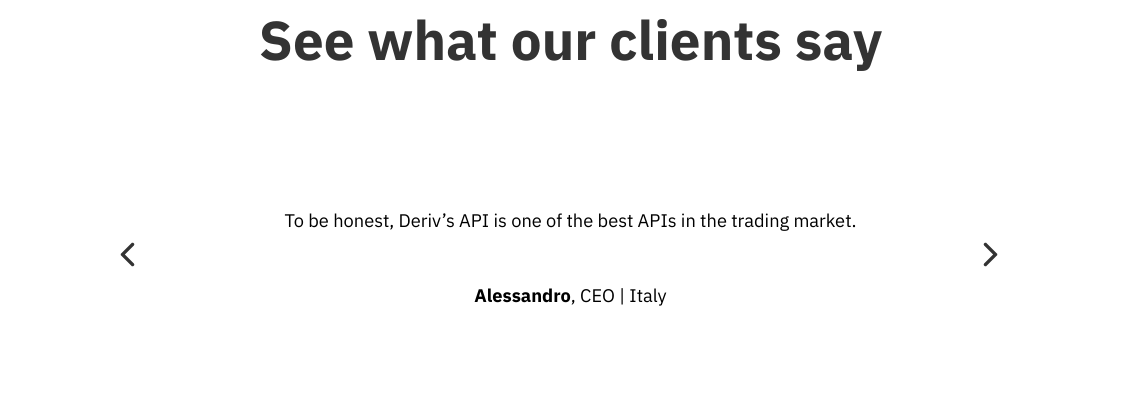 See what our clients say
To be honest, Deriv’s API is one of the best APIs in the trading market.
Alessandro, CEO | Italy